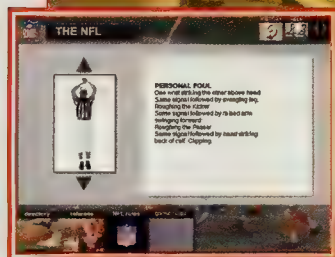 THE NFL
PERSONAL FOUL
One wrist striking the other above head
Same signal followed by swinging leg,
Roughing the Kicker
Same signal followed by raised arm
swinging forward
Roughing the Passer
Same signal followed by hand striking
back of calf Clipping.
directory
NFL rules